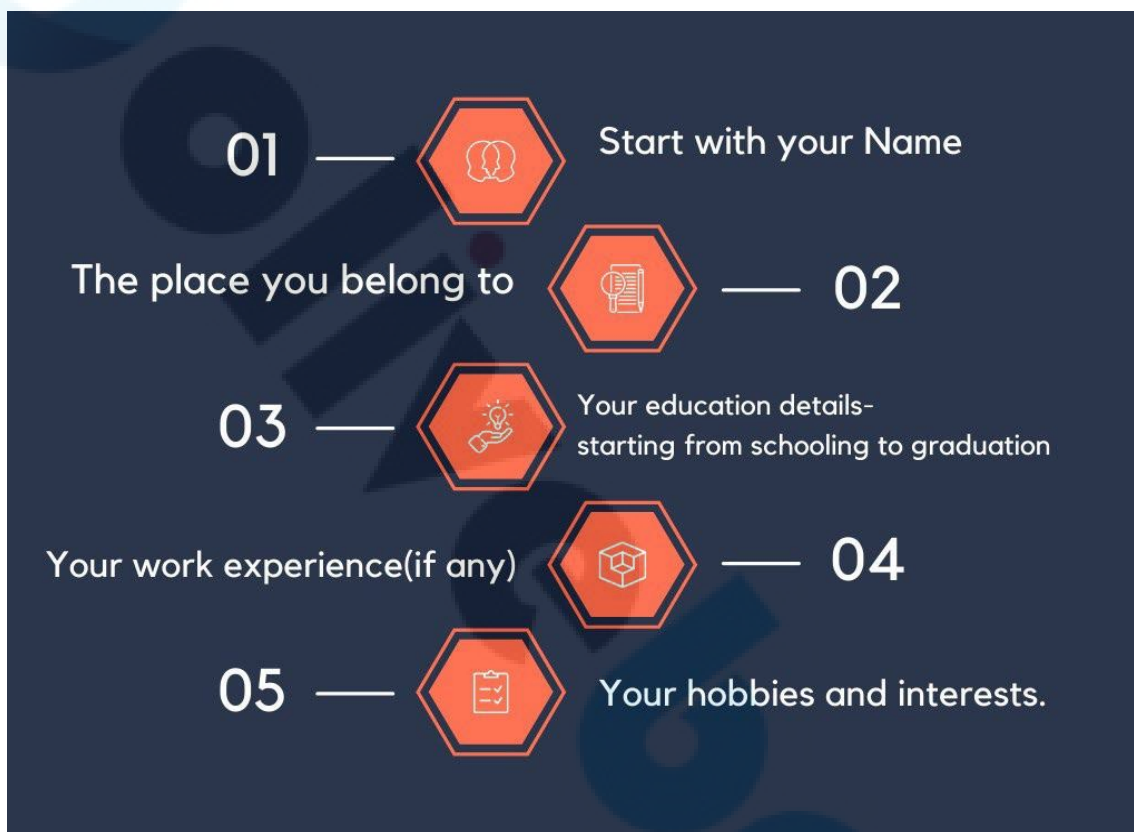 01
Start with your Name
The place you belong to
02
03
Your education details-
starting from schooling to graduation
Your work experience(if any)
04
05
Your hobbies and interests.